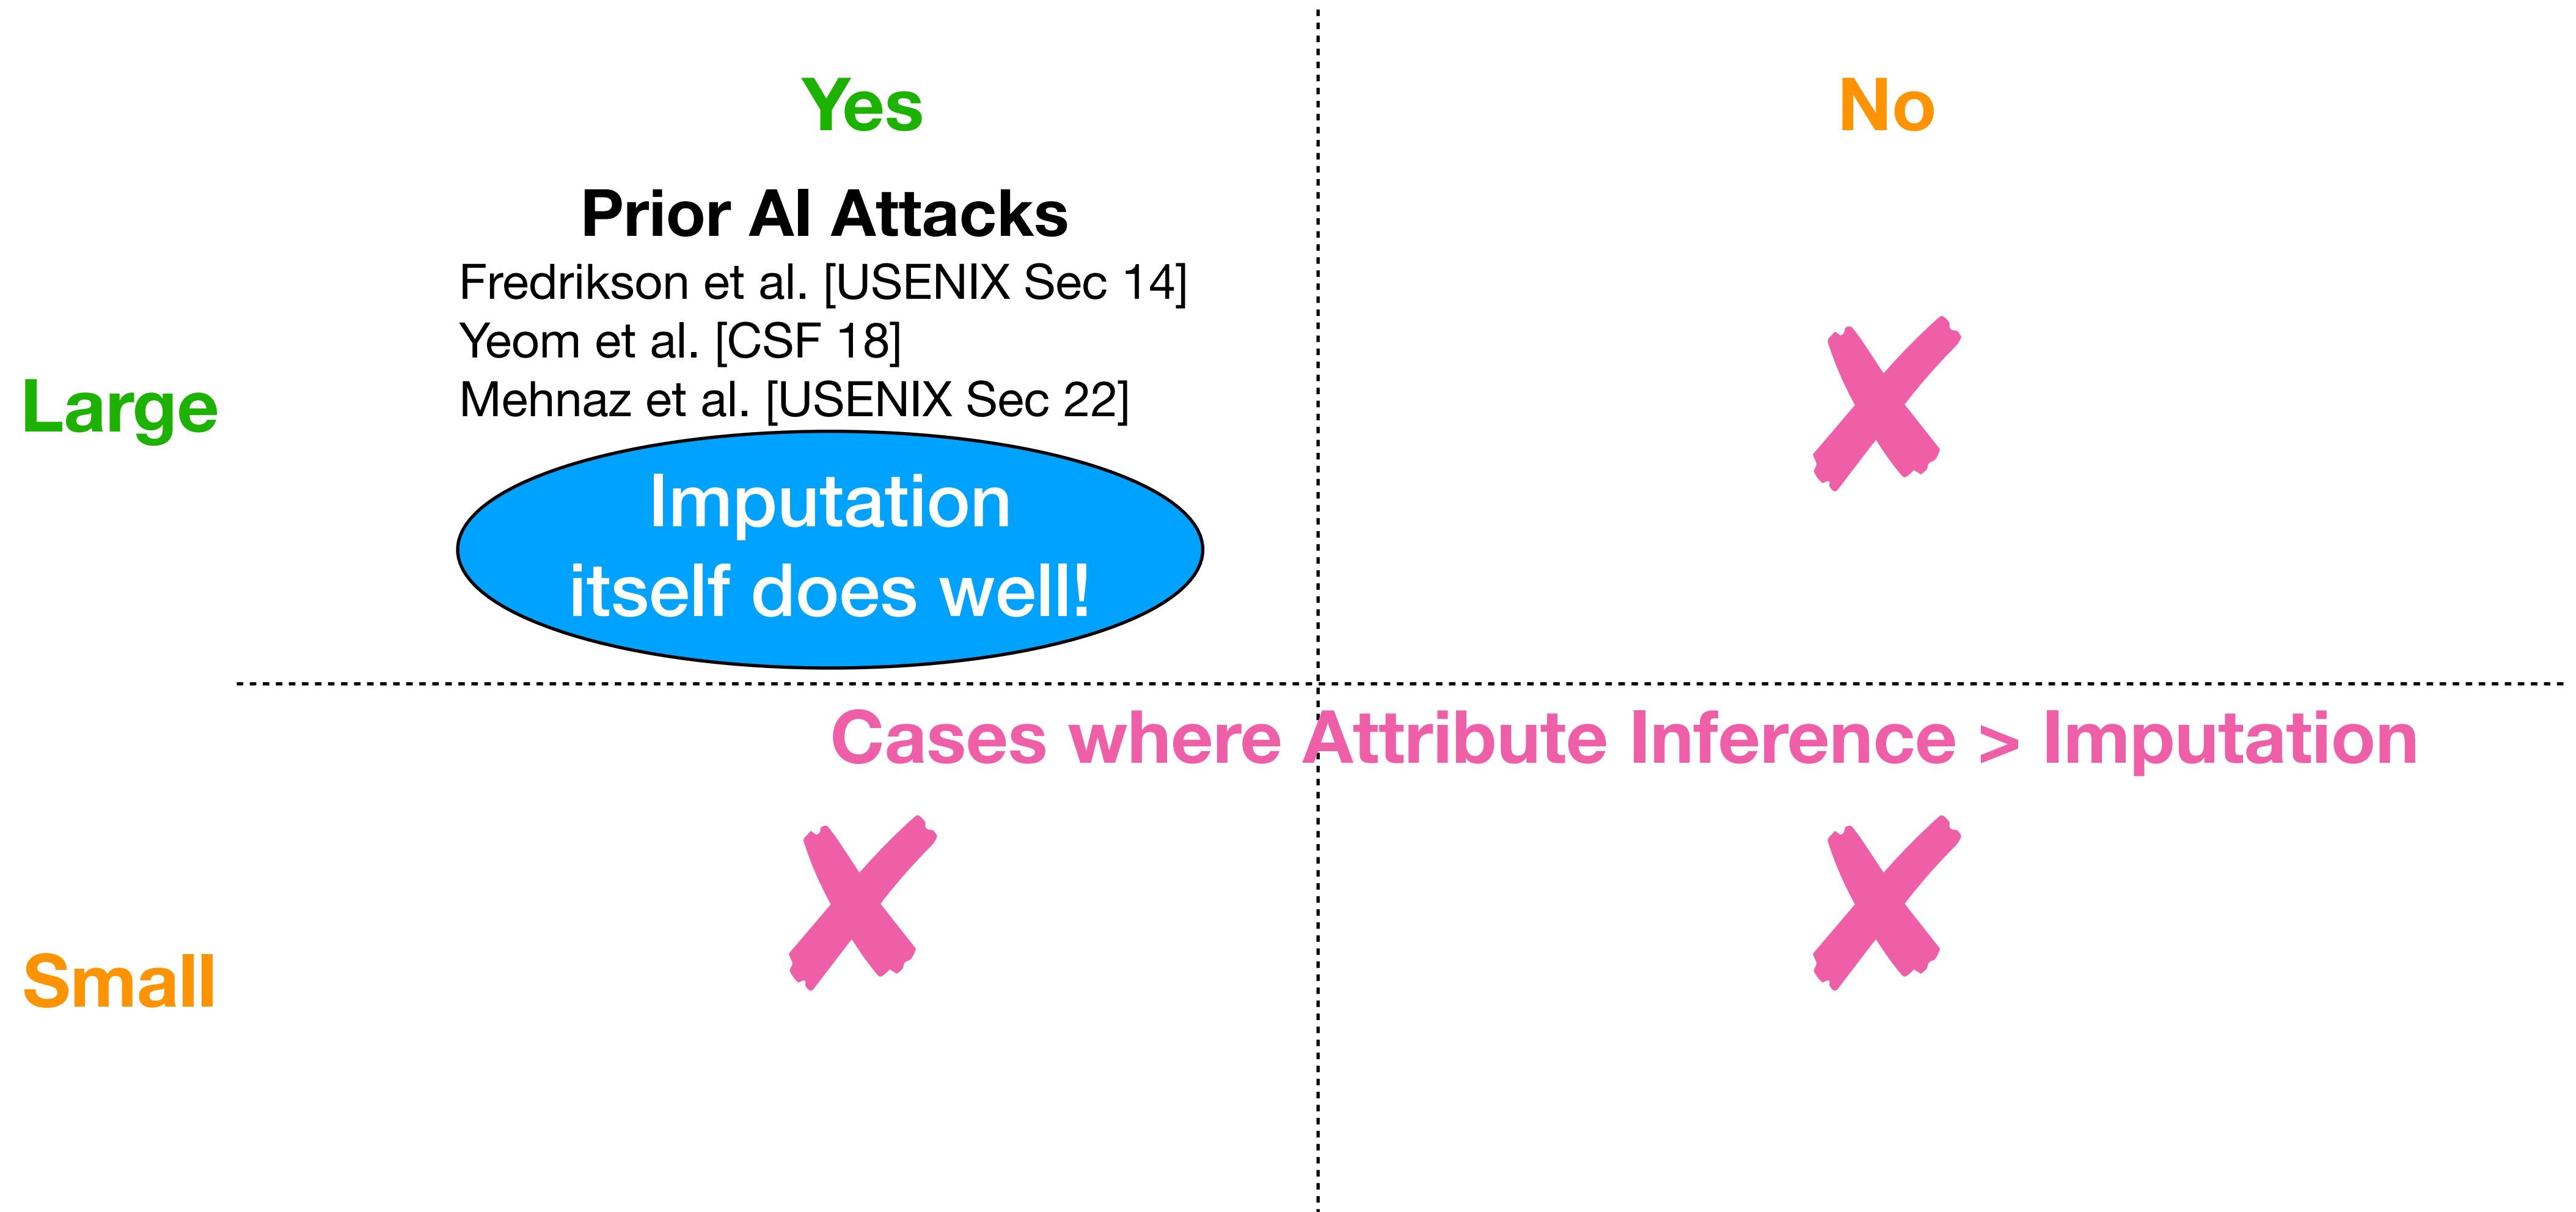 Yes
No
Prior AI Attacks
Fredrikson et al. [USENIX Sec 14]
Yeom et al. [CSF 18]
Mehnaz et al. [USENIX Sec 22]
Large
Imputation
itself does well!
Cases where Attribute Inference > Imputation
Small